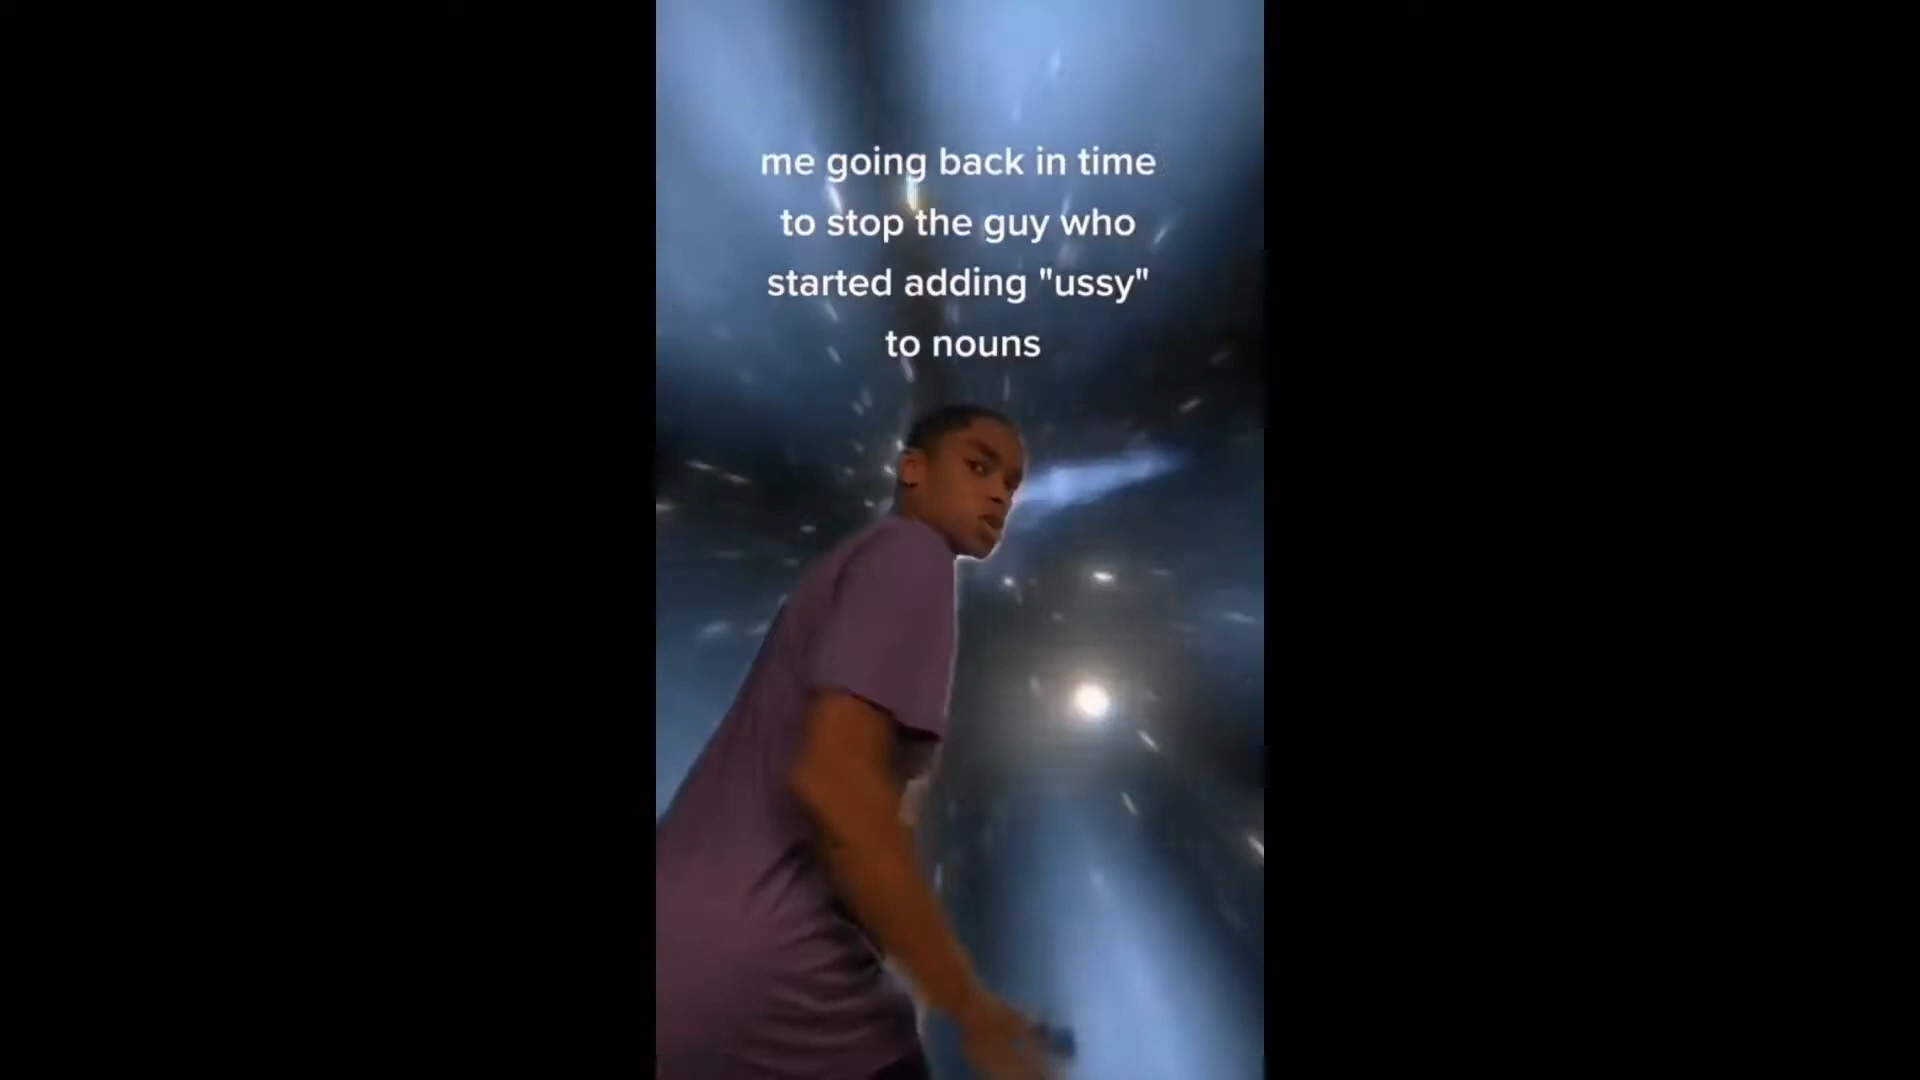 me going back in time
to stop the guy who
started adding "ussy"
to nouns